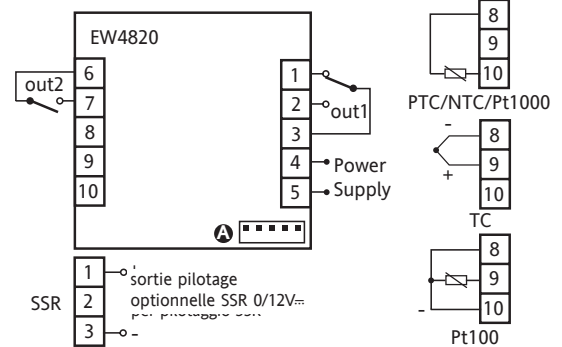 EW4820
out2
6
7
8
9
10
1
2
3
4
5
out1
Power
Supply
A
SSR
1
2
3
sortie pilotage
optionnelle SSR 0/12V⎓
-
8
9
10
PTC/NTC/Pt1000
-
+
8
9
10
TC
-
8
9
10
Pt100